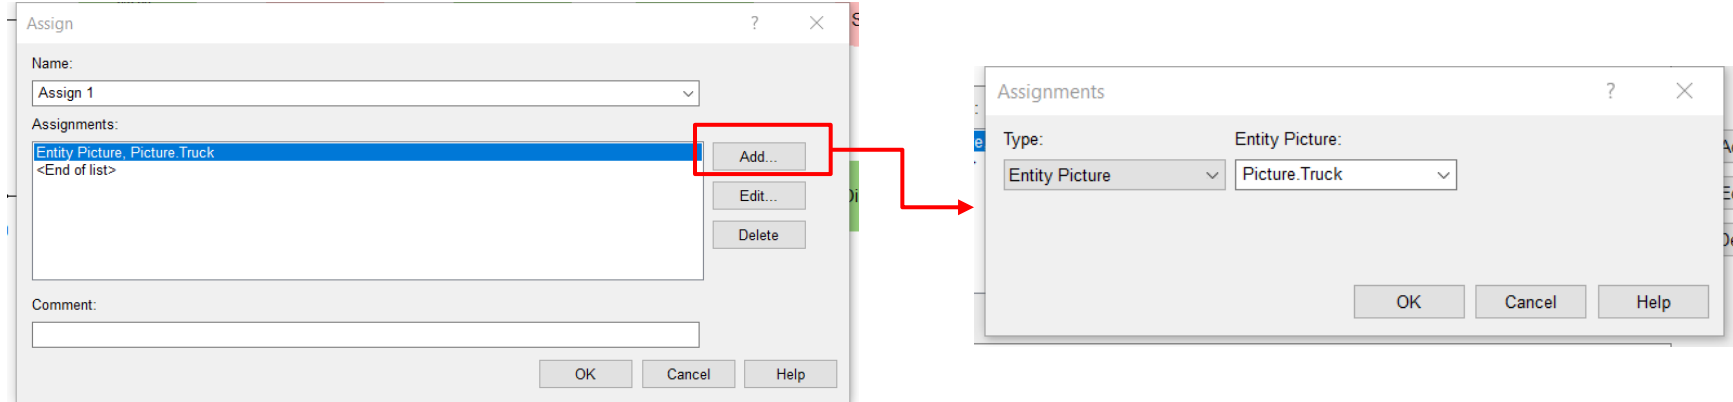 Assign ?
Name:
Assign 1
Assignments:
Entity Picture, Picture.Truck
<End of list>
Add...
Edit...
Delete
Comment:
OK Cancel Help
Assignments ?
Type: Entity Picture:
Entity Picture Picture.Truck
OK Cancel Help